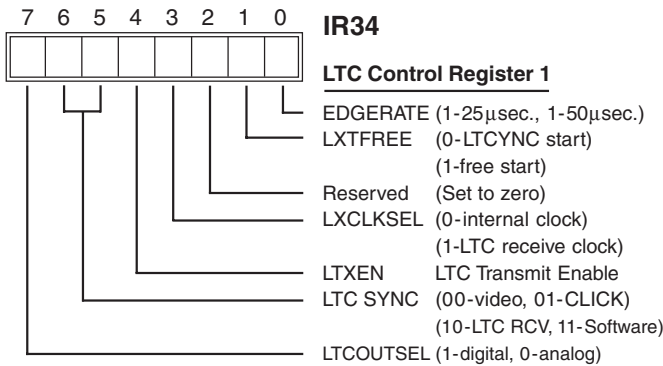 7 6 5 4 3 2 1 0
IR34
LTC Control Register 1
EDGERATE (1-25μsec., 1-50μsec.)
LXTFREE (0-LTCYNC start)
(1-free start)
Reserved (Set to zero)
LXCLKSEL (0-internal clock)
(1-LTC receive clock)
LTXEN LTC Transmit Enable
LTC SYNC (00-video, 01-CLICK)
(10-LTC RCV, 11-Software)
LTCOUTSEL (1-digital, 0-analog)